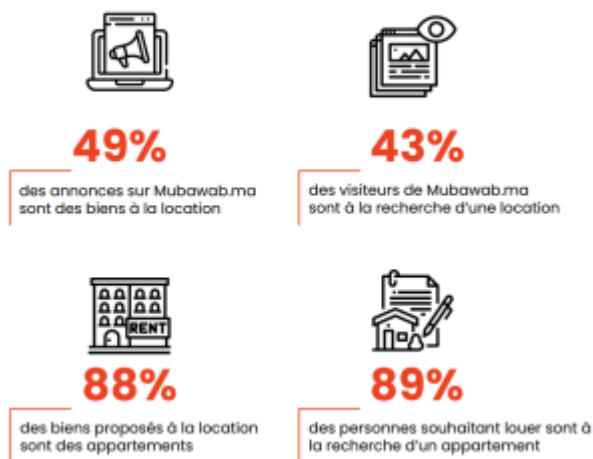 49%
des annonces sur Mubawab.ma
sont des biens à la location
43%
des visiteurs de Mubawab.ma
sont à la recherche d'une location
RENT
88%
des biens proposés à la location
sont des appartements
89%
des personnes souhaitant louer sont à
la recherche d'un appartement